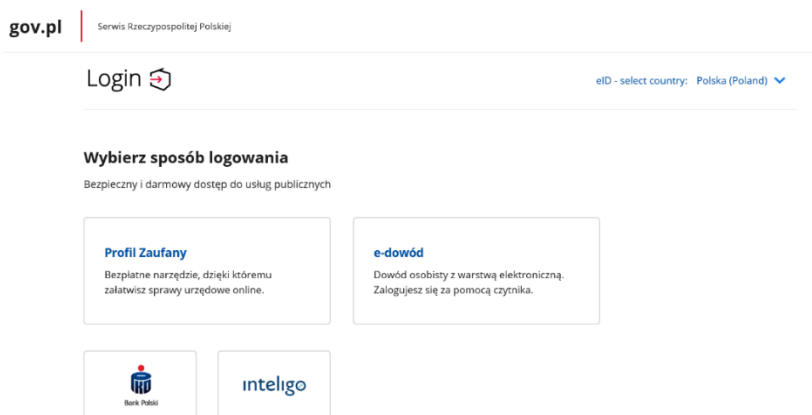 gov.pl
Serwis Rzeczypospolitej Polskiej
Login
eID - select country: Polska (Poland)
Wybierz sposób logowania
Bezpieczny i darmowy dostęp do usług publicznych
Profil Zaufany
Bezpłatne narzędzie, dzięki któremu
załatwisz sprawy urzędowe online.
e-dowód
Dowód osobisty z warstwą elektroniczną.
Zalogujesz się za pomocą czytnika.
Bank Polski
inteligo